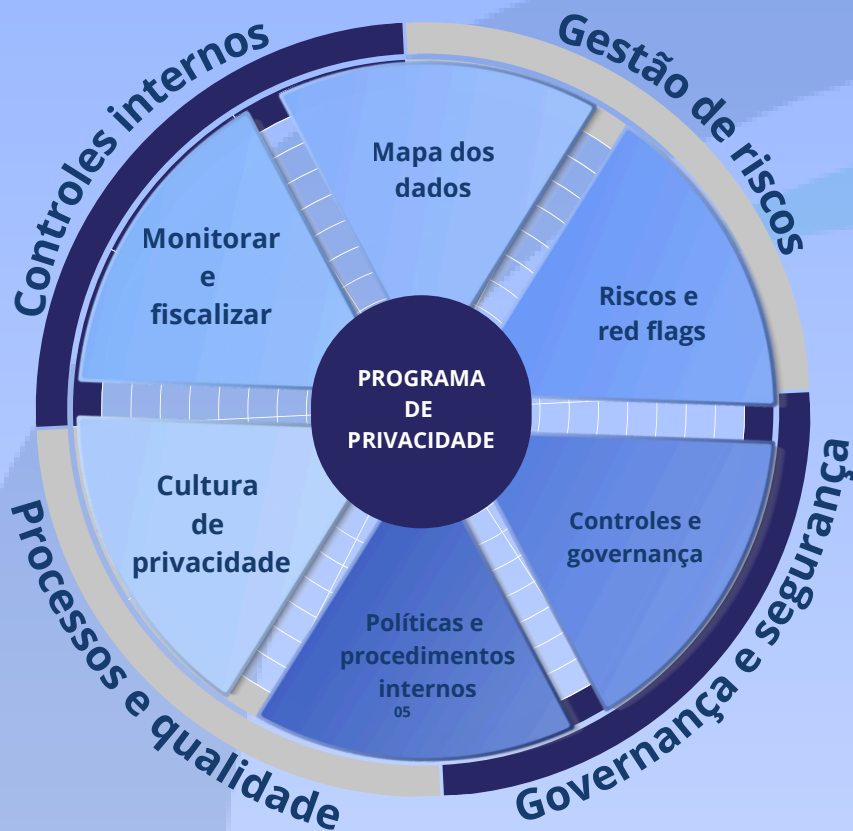 Controles internos
Gestão de riscos
Mapa dos
dados
Monitorar
e
fiscalizar
Riscos e
red flags
PROGRAMA
DE
PRIVACIDADE
Cultura
de
privacidade
Controles e
governança
Políticas e
procedimentos
internos
05
Processos e qualidade
Governança e segurança